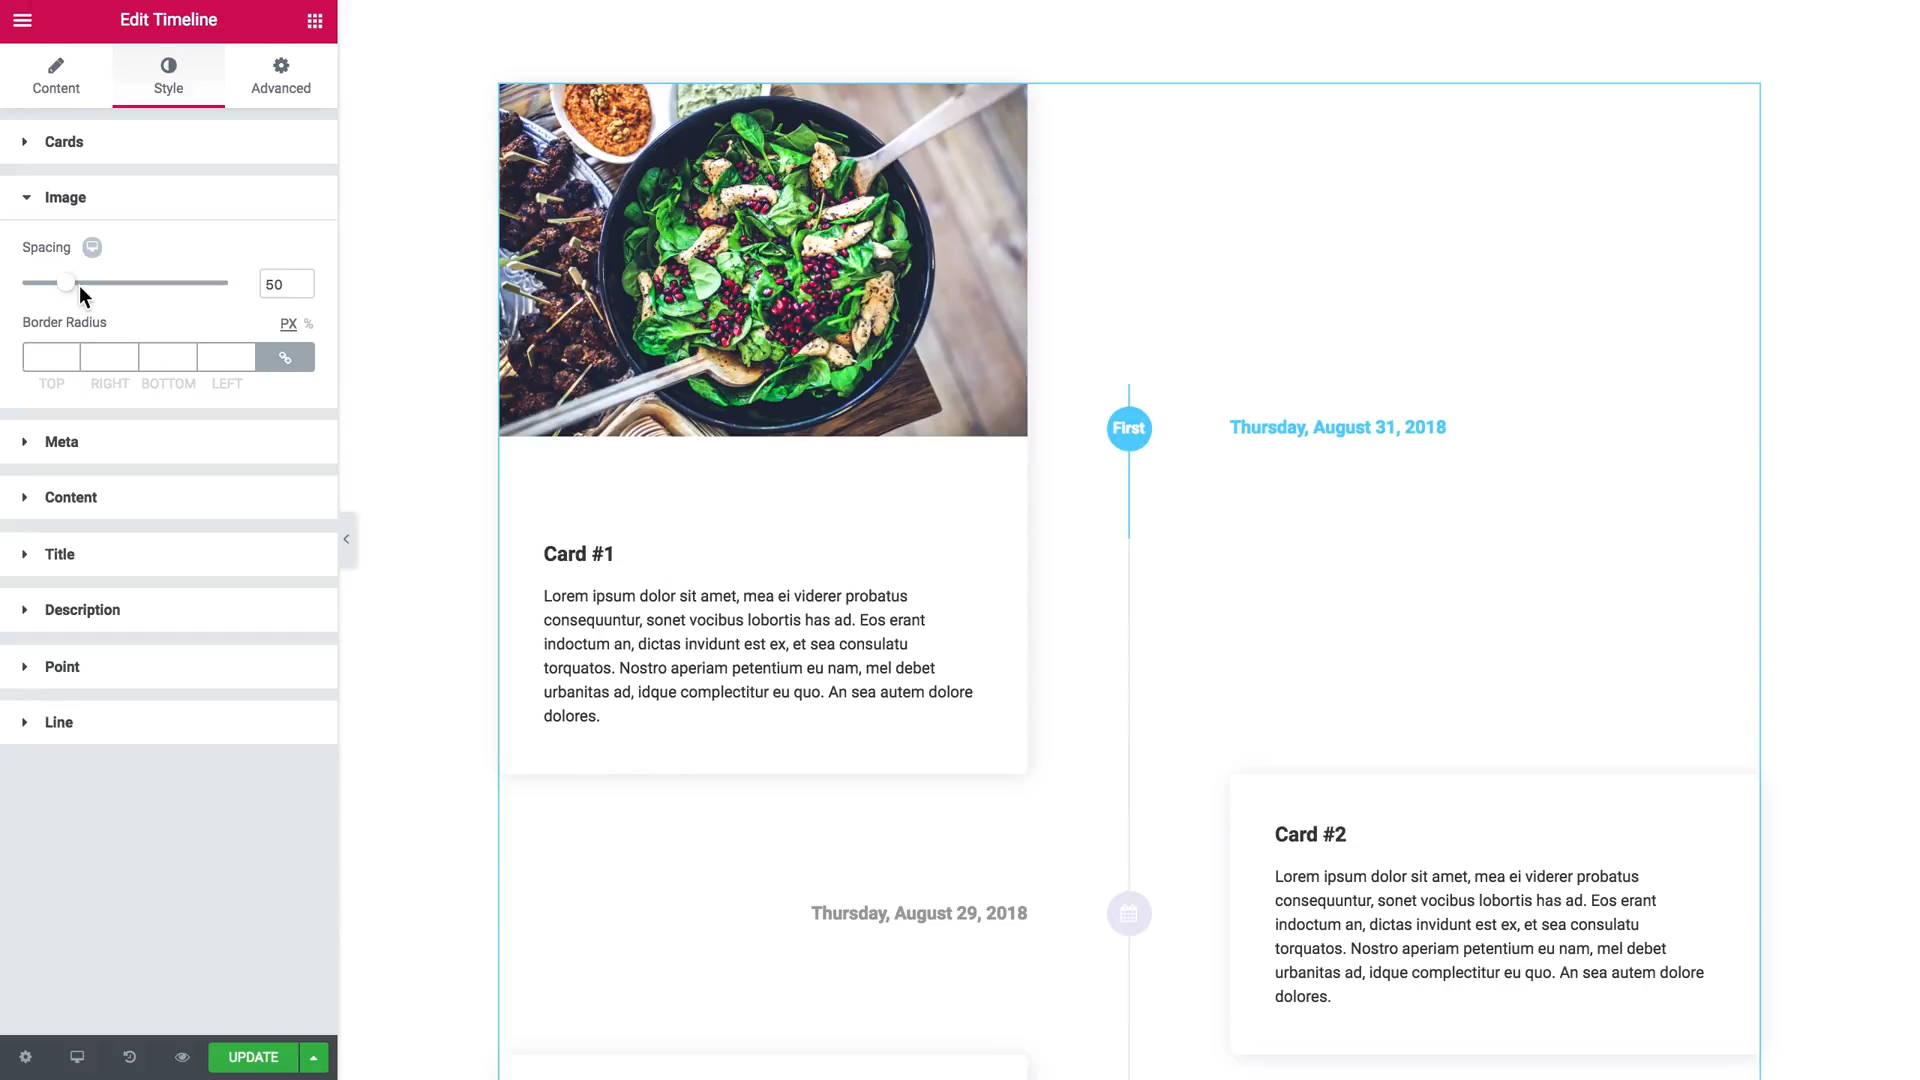 Edit Timeline
Content
Style
Advanced
Cards
Image
Spacing
50
Border Radius
PX %
TOP RIGHT BOTTOM LEFT
Meta
Content
Title
Description
Point
Line
UPDATE
First
Thursday, August 31, 2018
Card #1
Lorem ipsum dolor sit amet, mea ei viderer probatus
consequuntur, sonet vocibus lobortis has ad. Eos erant
indoctum an, dictas invidunt est ex, et sea consulatu
torquatos. Nostro aperiam petentium eu nam, mel debet
urbanitas ad, idque complectitur eu quo. An sea autem dolore
dolores.
Thursday, August 29, 2018
Card #2
Lorem ipsum dolor sit amet, mea ei viderer probatus
consequuntur, sonet vocibus lobortis has ad. Eos erant
indoctum an, dictas invidunt est ex, et sea consulatu
torquatos. Nostro aperiam petentium eu nam, mel debet
urbanitas ad, idque complectitur eu quo. An sea autem dolore
dolores.